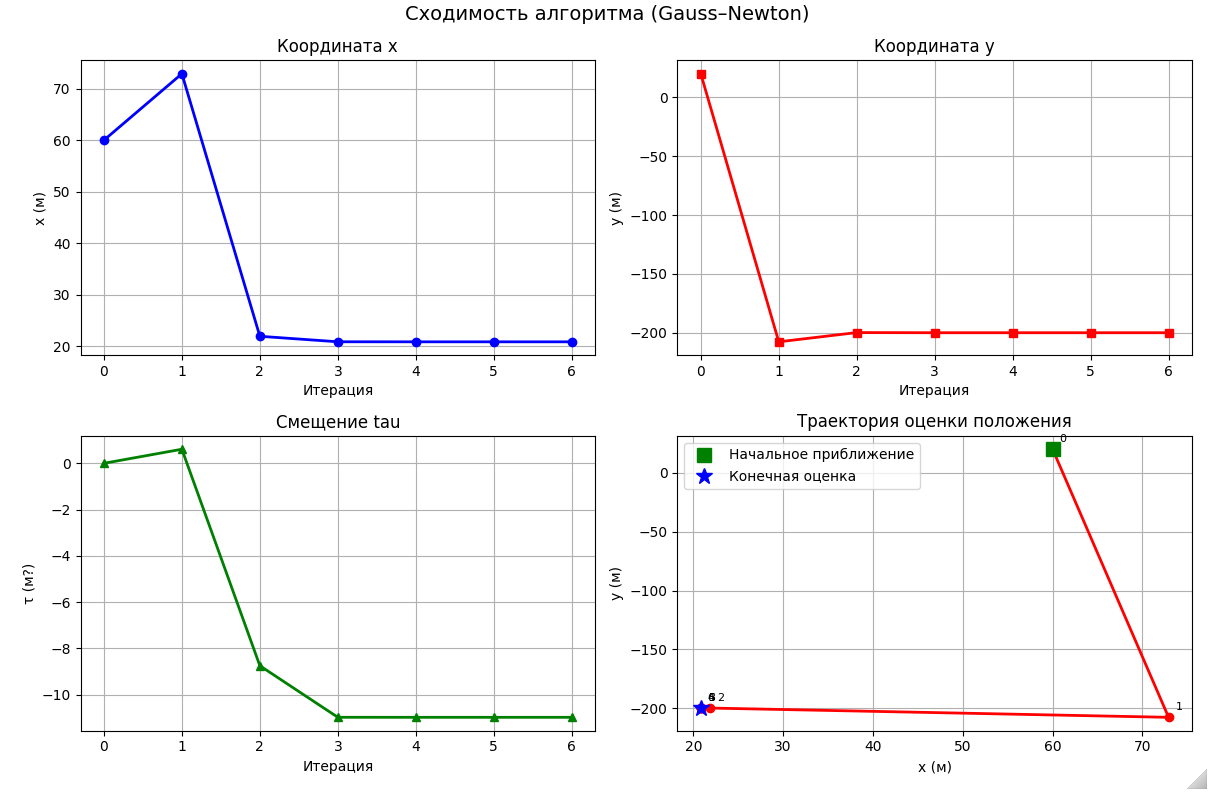 Сходимость алгоритма (Gauss–Newton)
Координата x
70
60
50
40
30
20
x (м)
0 1 2 3 4 5 6
Итерация
Координата y
0
−50
−100
−150
−200
y (м)
0 1 2 3 4 5 6
Итерация
Смещение tau
0
−2
−4
−6
−8
−10
τ (м?)
0 1 2 3 4 5 6
Итерация
Траектория оценки положения
Начальное приближение
Конечная оценка
0
−50
−100
−150
−200
y (м)
0
1
2
20 30 40 50 60 70
x (м)